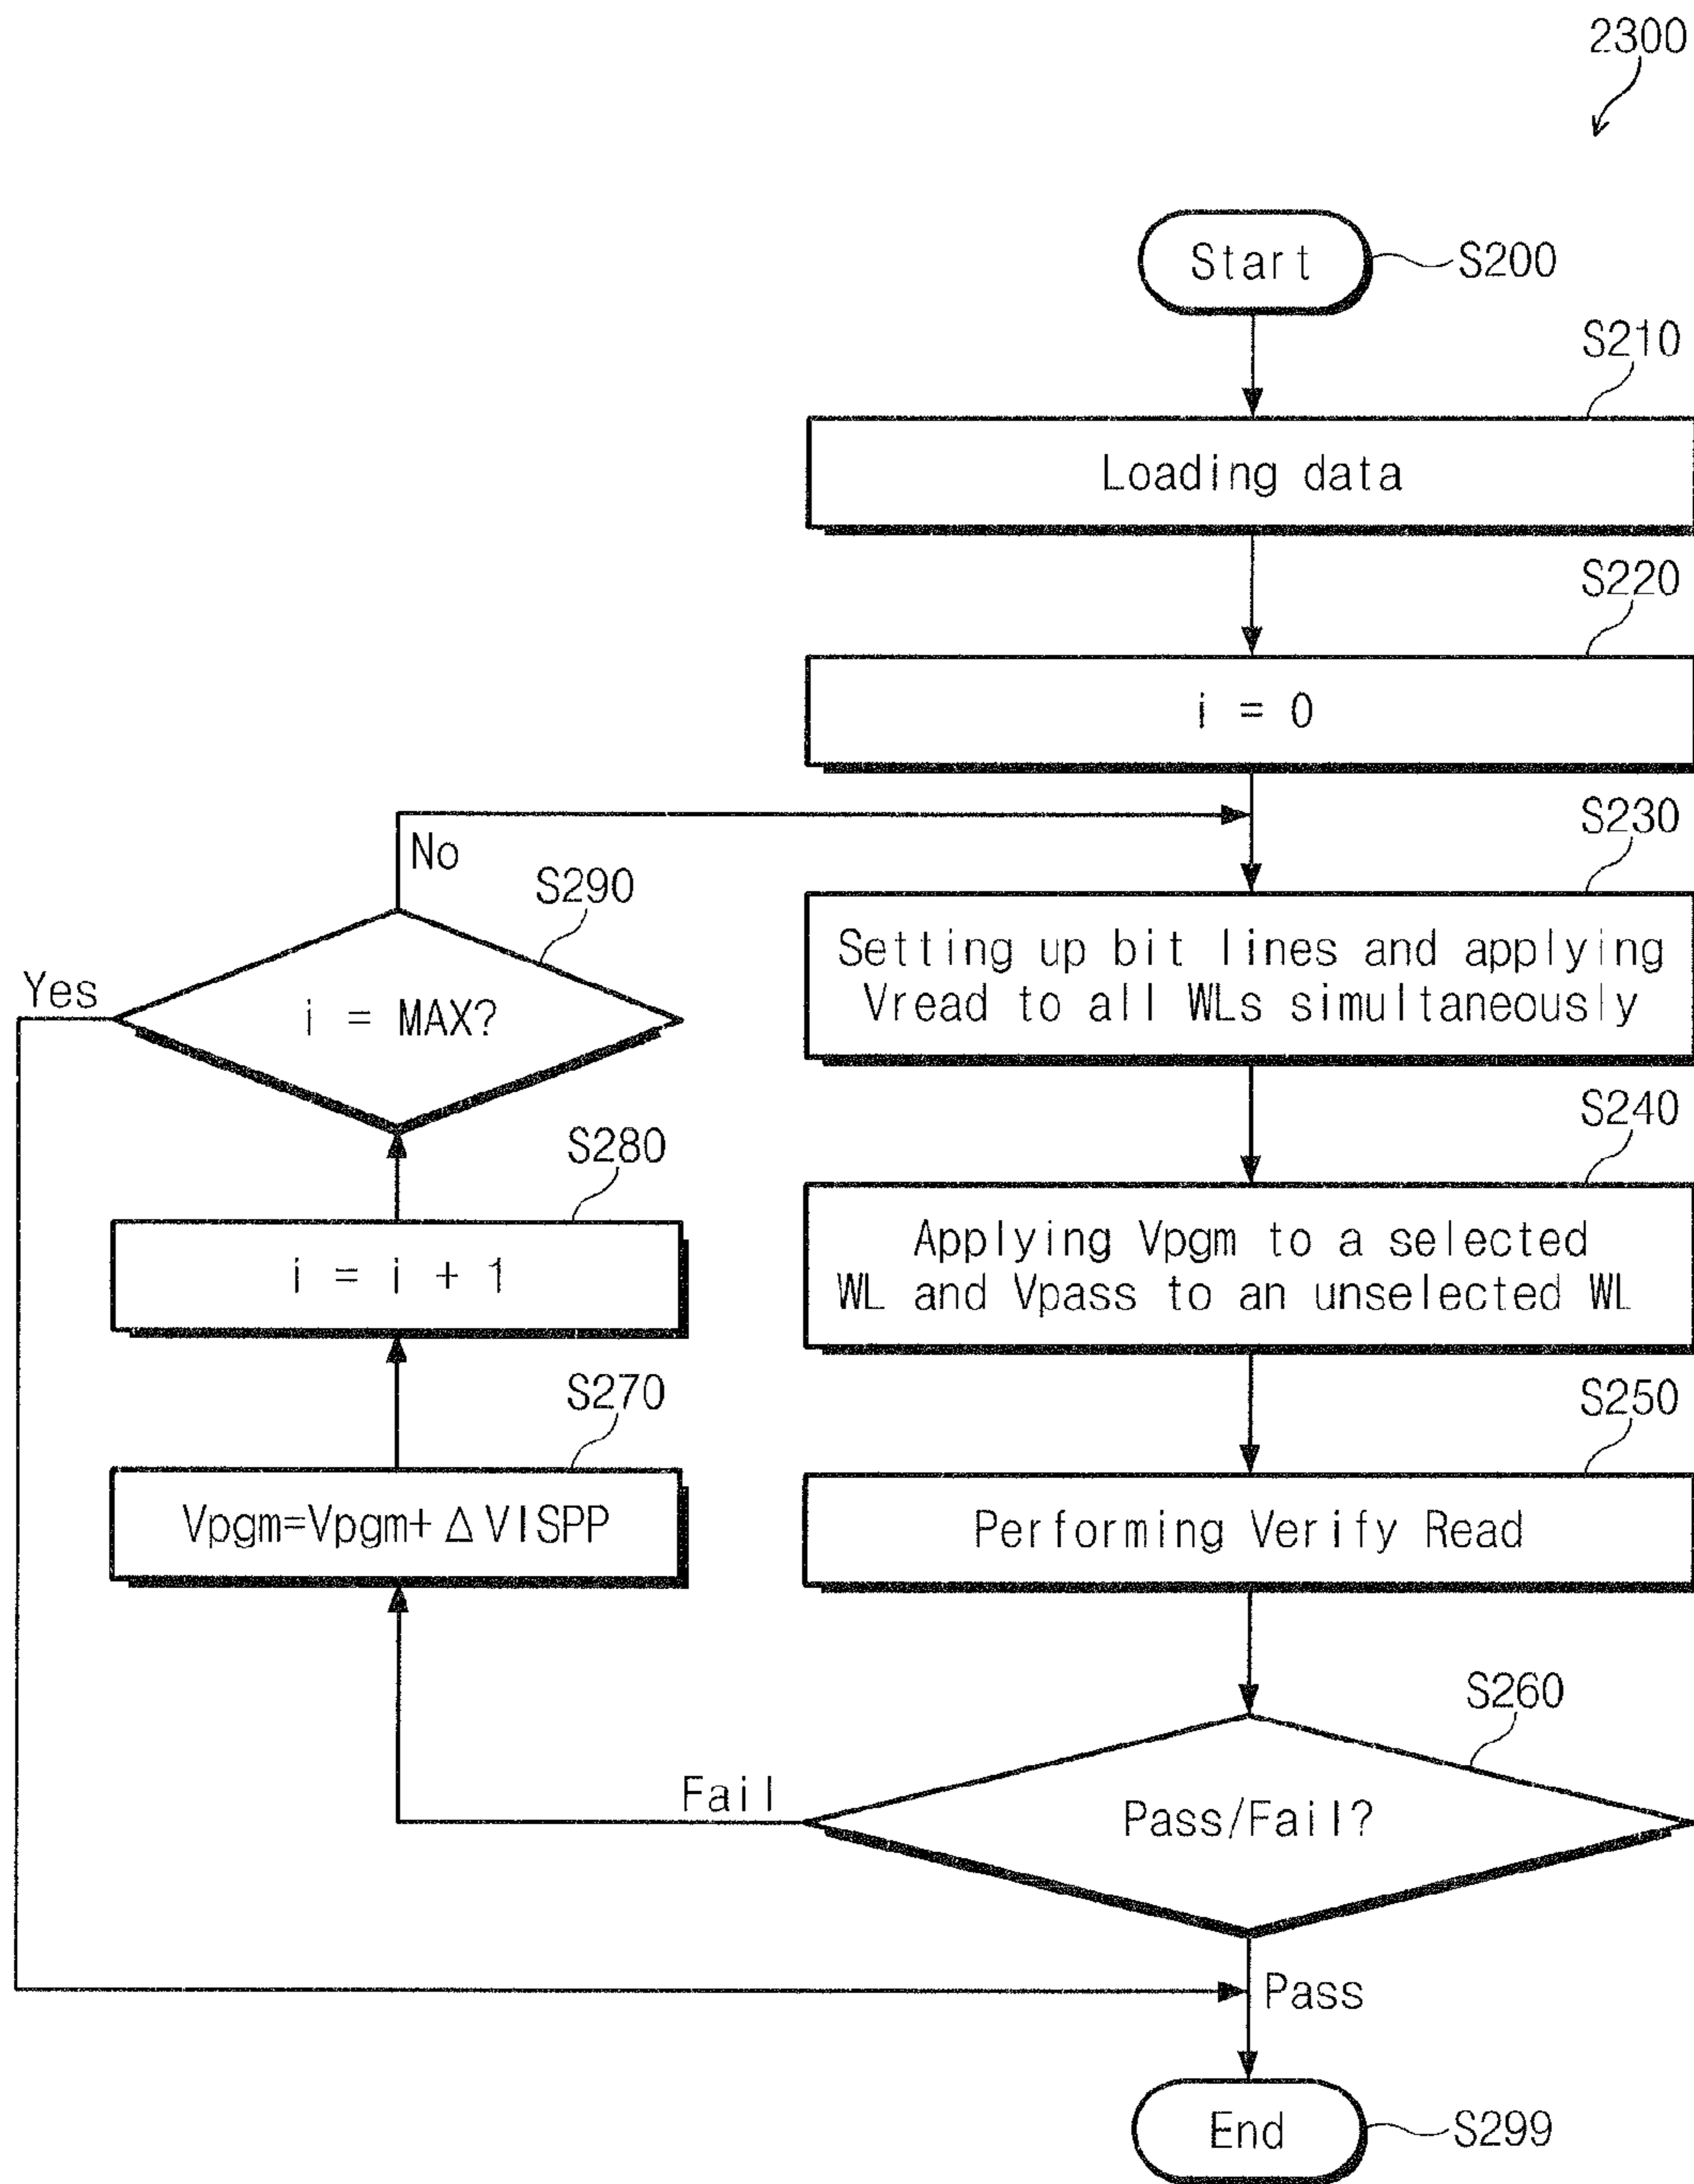 2300
Start
S200
S210
Loading data
S220
i = 0
S230
No
S290
Setting up bit lines and applying
Vread to all WLs simultaneously
Yes
i = MAX?
S240
S280
Applying Vpgm to a selected
WL and Vpass to an unselected WL
i = i + 1
S270
S250
Vpgm=Vpgm+ Δ VISPP
Performing Verify Read
S260
Fail
Pass/Fail?
Pass
End
S299